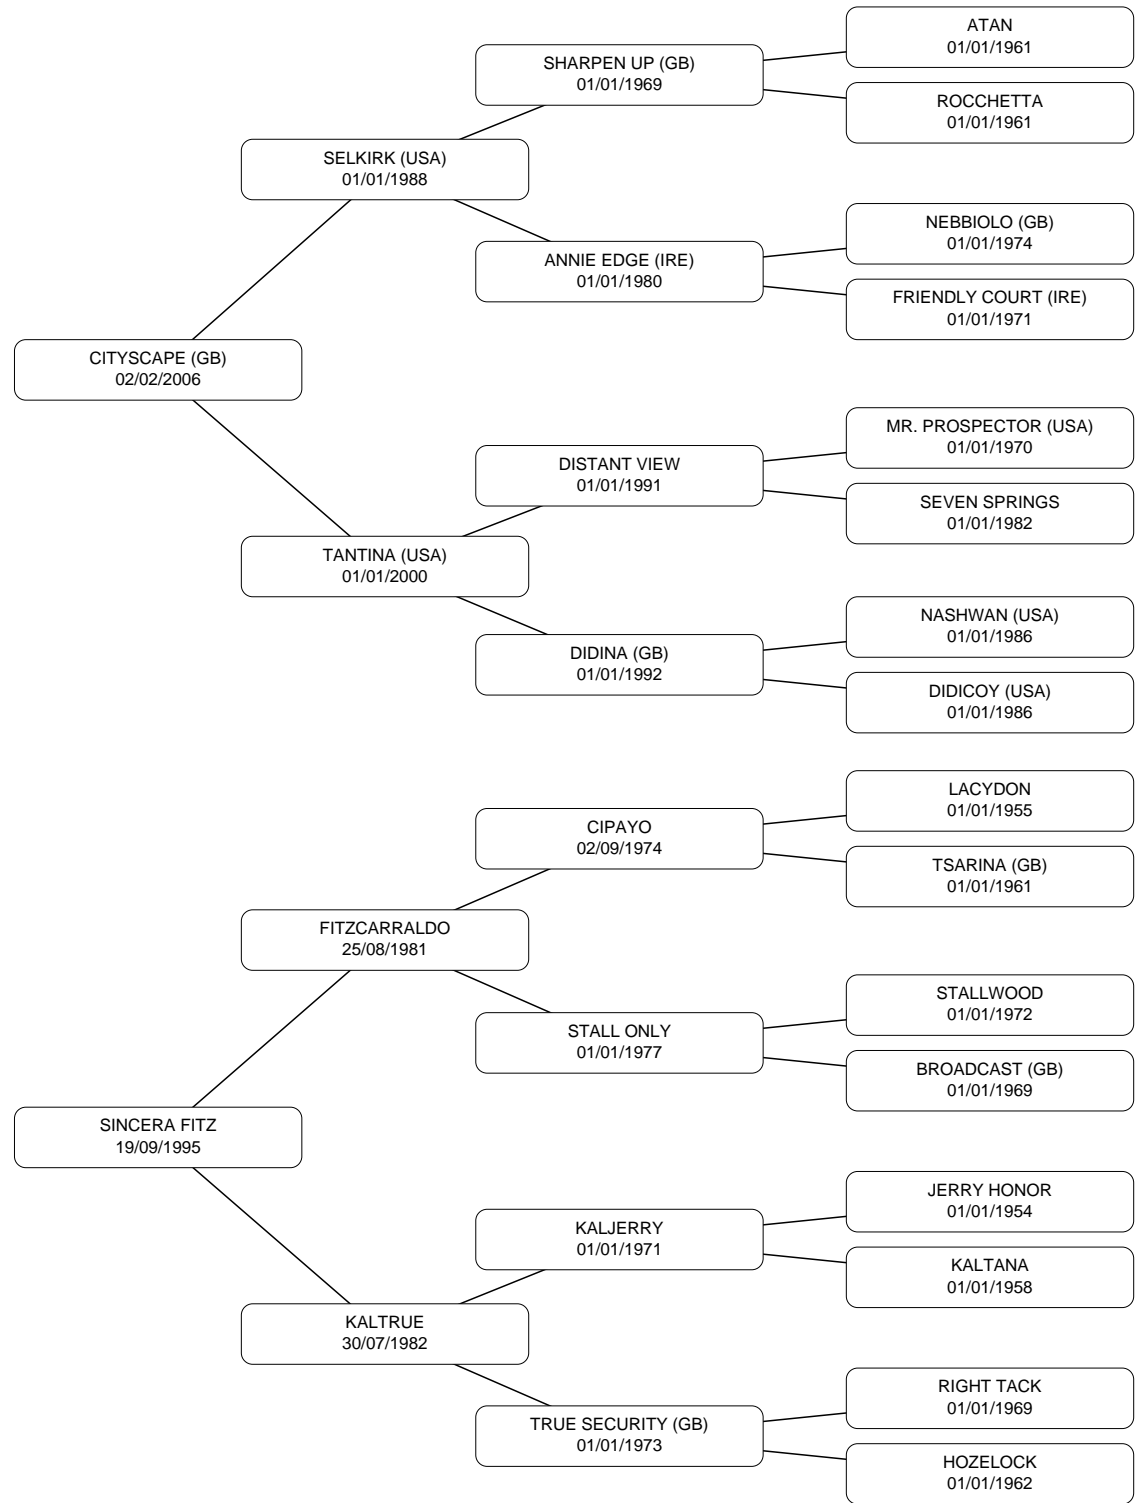 ATAN
01/01/1961
SHARPEN UP (GB)
01/01/1969
ROCCHETTA
01/01/1961
SELKIRK (USA)
01/01/1988
NEBBIOLO (GB)
01/01/1974
ANNIE EDGE (IRE)
01/01/1980
FRIENDLY COURT (IRE)
01/01/1971
CITYSCAPE (GB)
02/02/2006
MR. PROSPECTOR (USA)
01/01/1970
DISTANT VIEW
01/01/1991
SEVEN SPRINGS
01/01/1982
TANTINA (USA)
01/01/2000
NASHWAN (USA)
01/01/1986
DIDINA (GB)
01/01/1992
DIDICOY (USA)
01/01/1986
LACYDON
01/01/1955
CIPAYO
02/09/1974
TSARINA (GB)
01/01/1961
FITZCARRALDO
25/08/1981
STALLWOOD
01/01/1972
STALL ONLY
01/01/1977
BROADCAST (GB)
01/01/1969
SINCERA FITZ
19/09/1995
JERRY HONOR
01/01/1954
KALJERRY
01/01/1971
KALTANA
01/01/1958
KALTRUE
30/07/1982
RIGHT TACK
01/01/1969
TRUE SECURITY (GB)
01/01/1973
HOZELOCK
01/01/1962